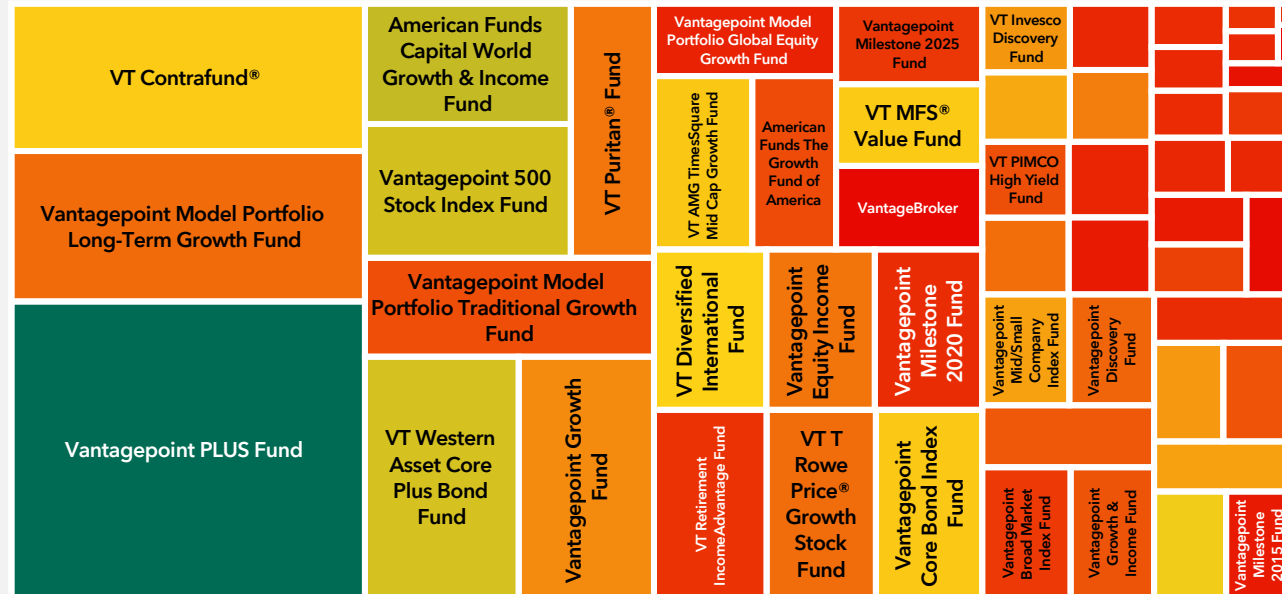 VT Contrafund®
Vantagepoint Model Portfolio
Long-Term Growth Fund
Vantagepoint PLUS Fund
American Funds
Capital World
Growth & Income
Fund
Vantagepoint 500
Stock Index Fund
VT Puritan® Fund
Vantagepoint Model
Portfolio Traditional Growth
Fund
VT Western
Asset Core
Plus Bond
Fund
Vantagepoint Growth
Fund
Vantagepoint Model
Portfolio Global Equity
Growth Fund
VT AMG TimesSquare
Mid Cap Growth Fund
American
Funds The
Growth
Fund of
America
Vantagepoint
Milestone 2025
Fund
VT MFS®
Value Fund
VantageBroker
VT Diversified
International
Fund
Vantagepoint
Equity Income
Fund
Vantagepoint
Milestone
2020 Fund
VT Retirement
IncomeAdvantage Fund
VT T
Rowe
Price®
Growth
Stock
Fund
Vantagepoint
Core Bond Index
Fund
VT Invesco
Discovery
Fund
VT PIMCO
High Yield
Fund
Vantagepoint
Mid/Small
Company
Index Fund
Vantagepoint
Discovery
Fund
Vantagepoint
Broad Market
Index Fund
Vantagepoint
Growth &
Income Fund
Vantagepoint
Milestone
2015 Fund